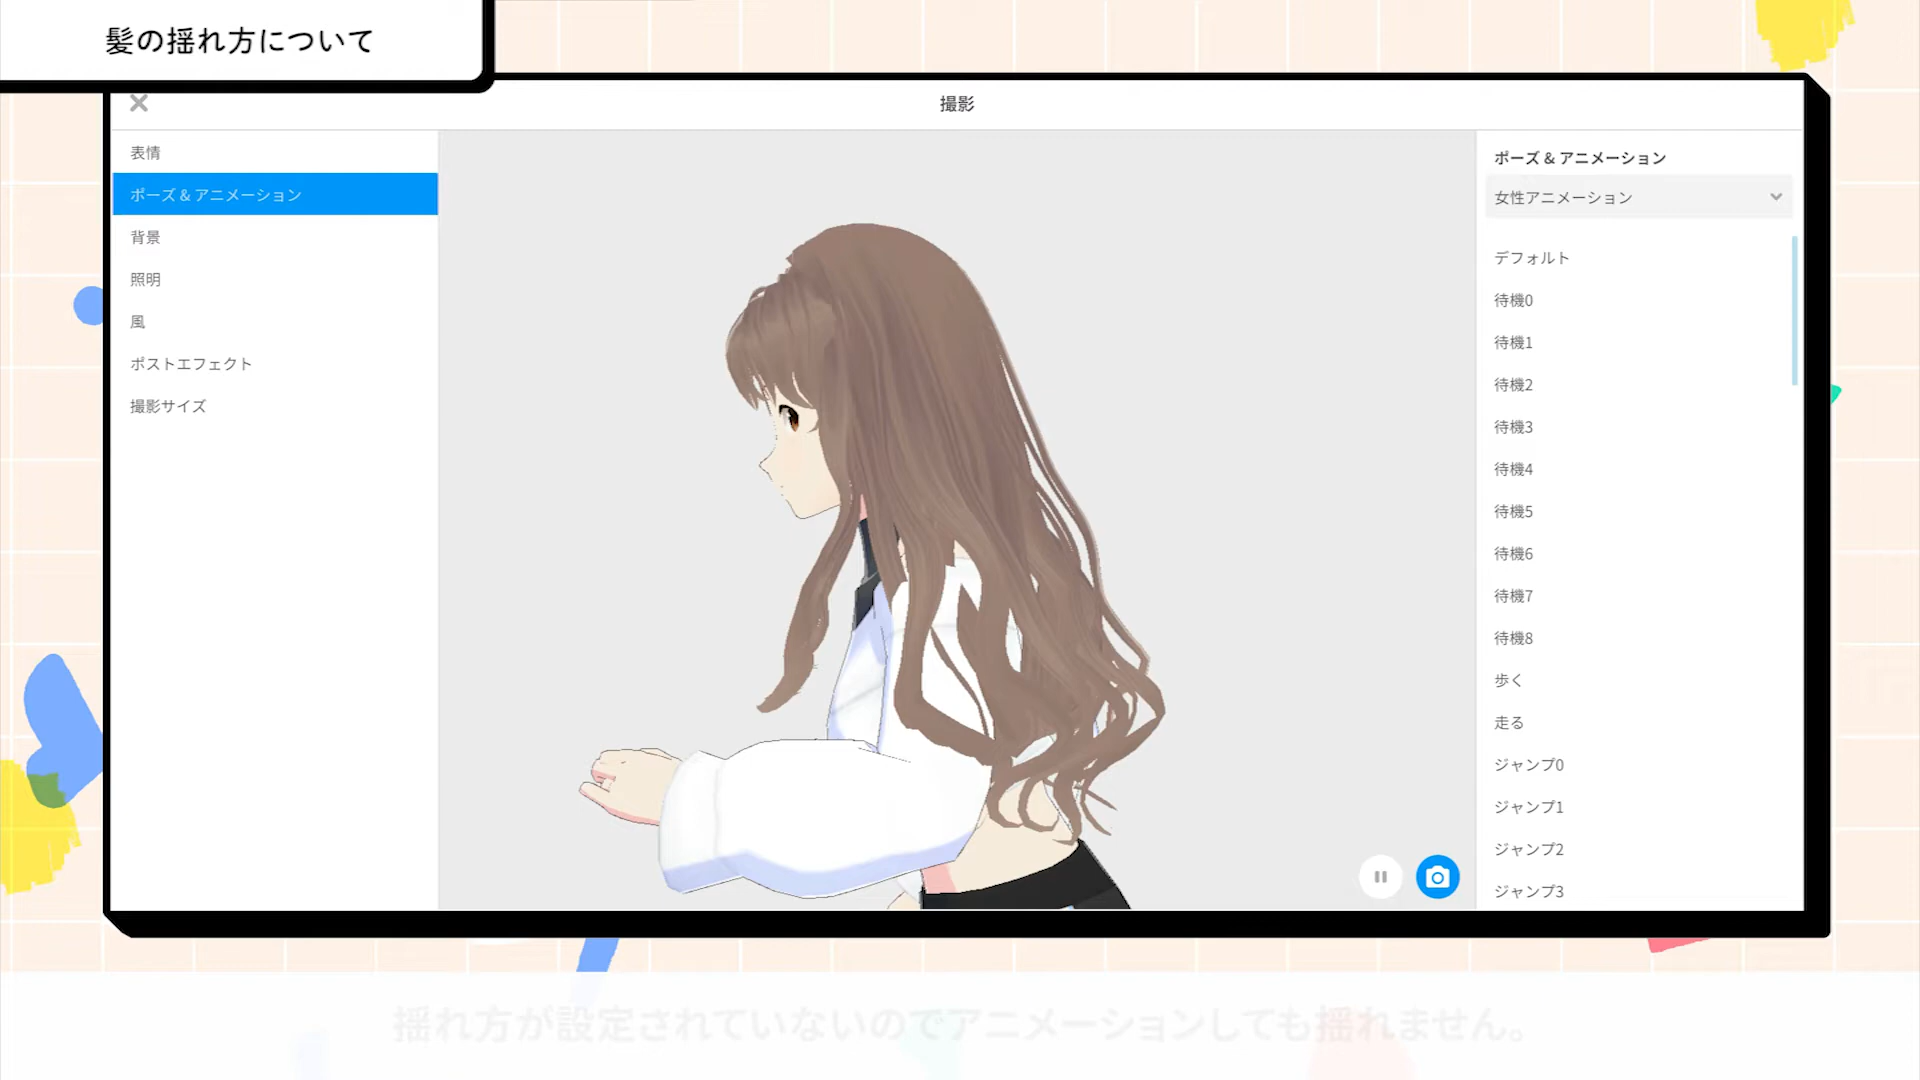 髪の揺れ方について
撮影
表情
ポーズ & アニメーション
背景
照明
風
ポストエフェクト
撮影サイズ
ポーズ & アニメーション
女性アニメーション
デフォルト
待機0
待機1
待機2
待機3
待機4
待機5
待機6
待機7
待機8
歩く
走る
ジャンプ0
ジャンプ1
ジャンプ2
ジャンプ3
揺れ方が設定されていないのでアニメーションしても揺れません。